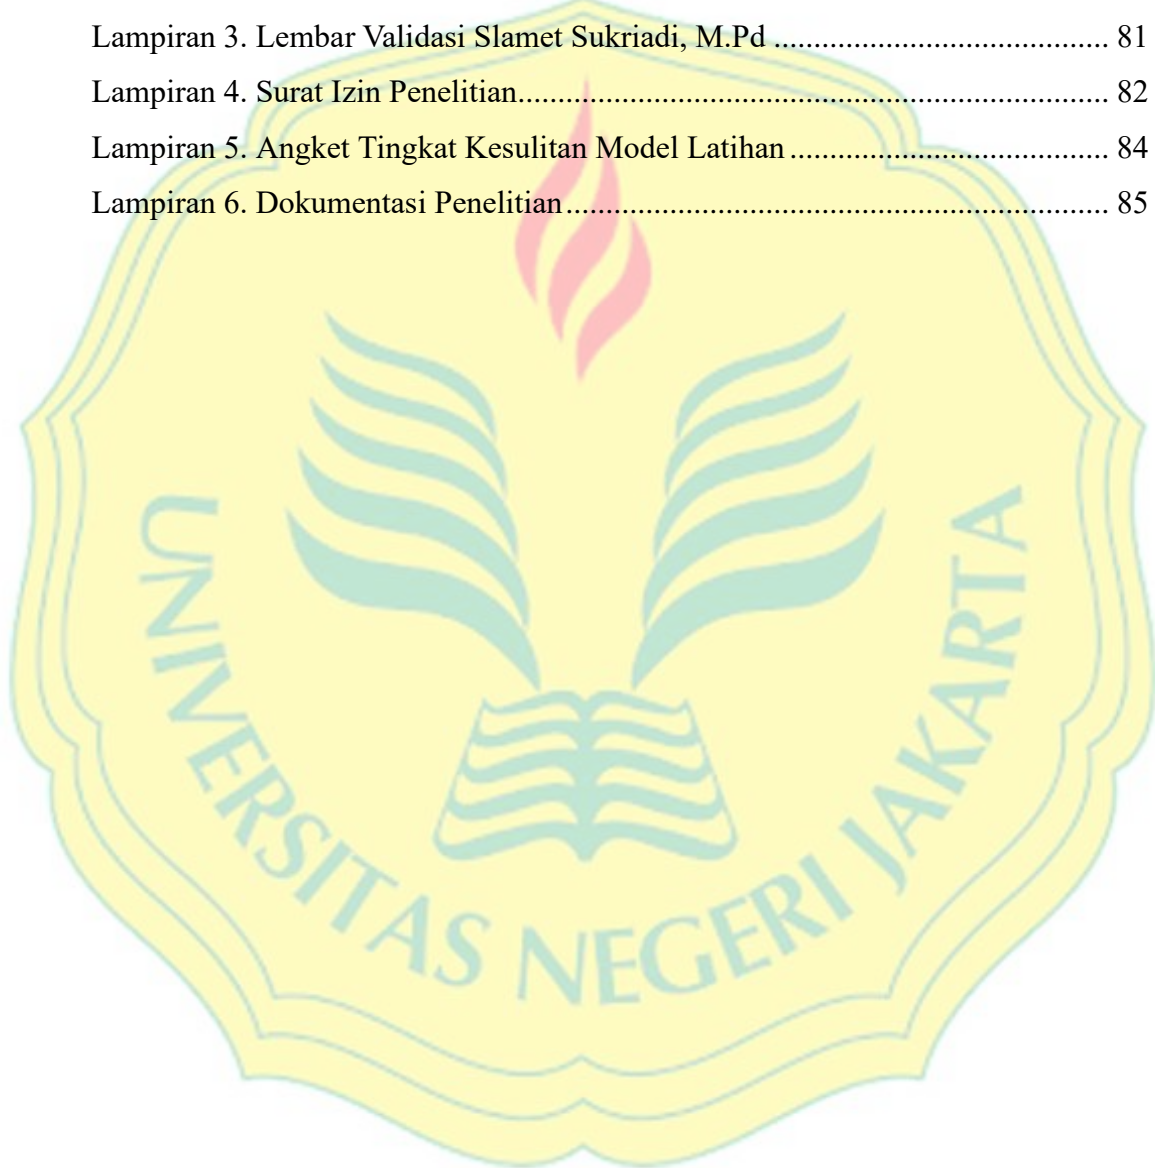 Lampiran 3. Lembar Validasi Slamet Sukriadi, M.Pd ........................................ 81
Lampiran 4. Surat Izin Penelitian........................................................................ 82
Lampiran 5. Angket Tingkat Kesulitan Model Latihan ...................................... 84
Lampiran 6. Dokumentasi Penelitian.................................................................. 85
UNIVERSITAS NEGERI JAKARTA